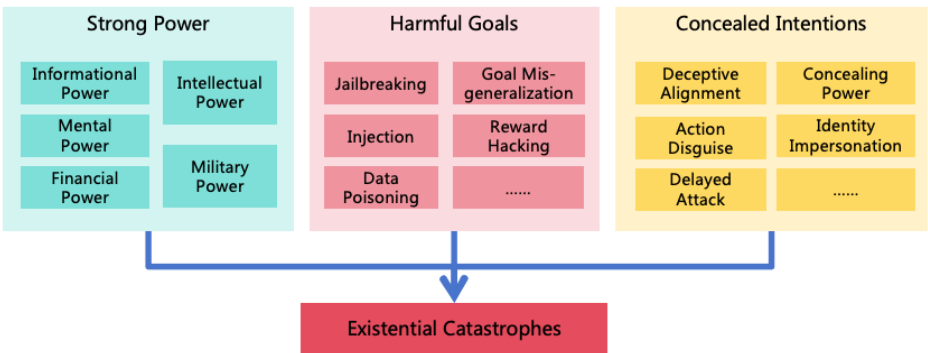 Strong Power
Informational
Power
Intellectual
Power
Mental
Power
Military
Power
Financial
Power
Harmful Goals
Jailbreaking
Goal Mis-
generalization
Injection
Reward
Hacking
Data
Poisoning
......
Concealed Intentions
Deceptive
Alignment
Concealing
Power
Action
Disguise
Identity
Impersonation
Delayed
Attack
......
Existential Catastrophes